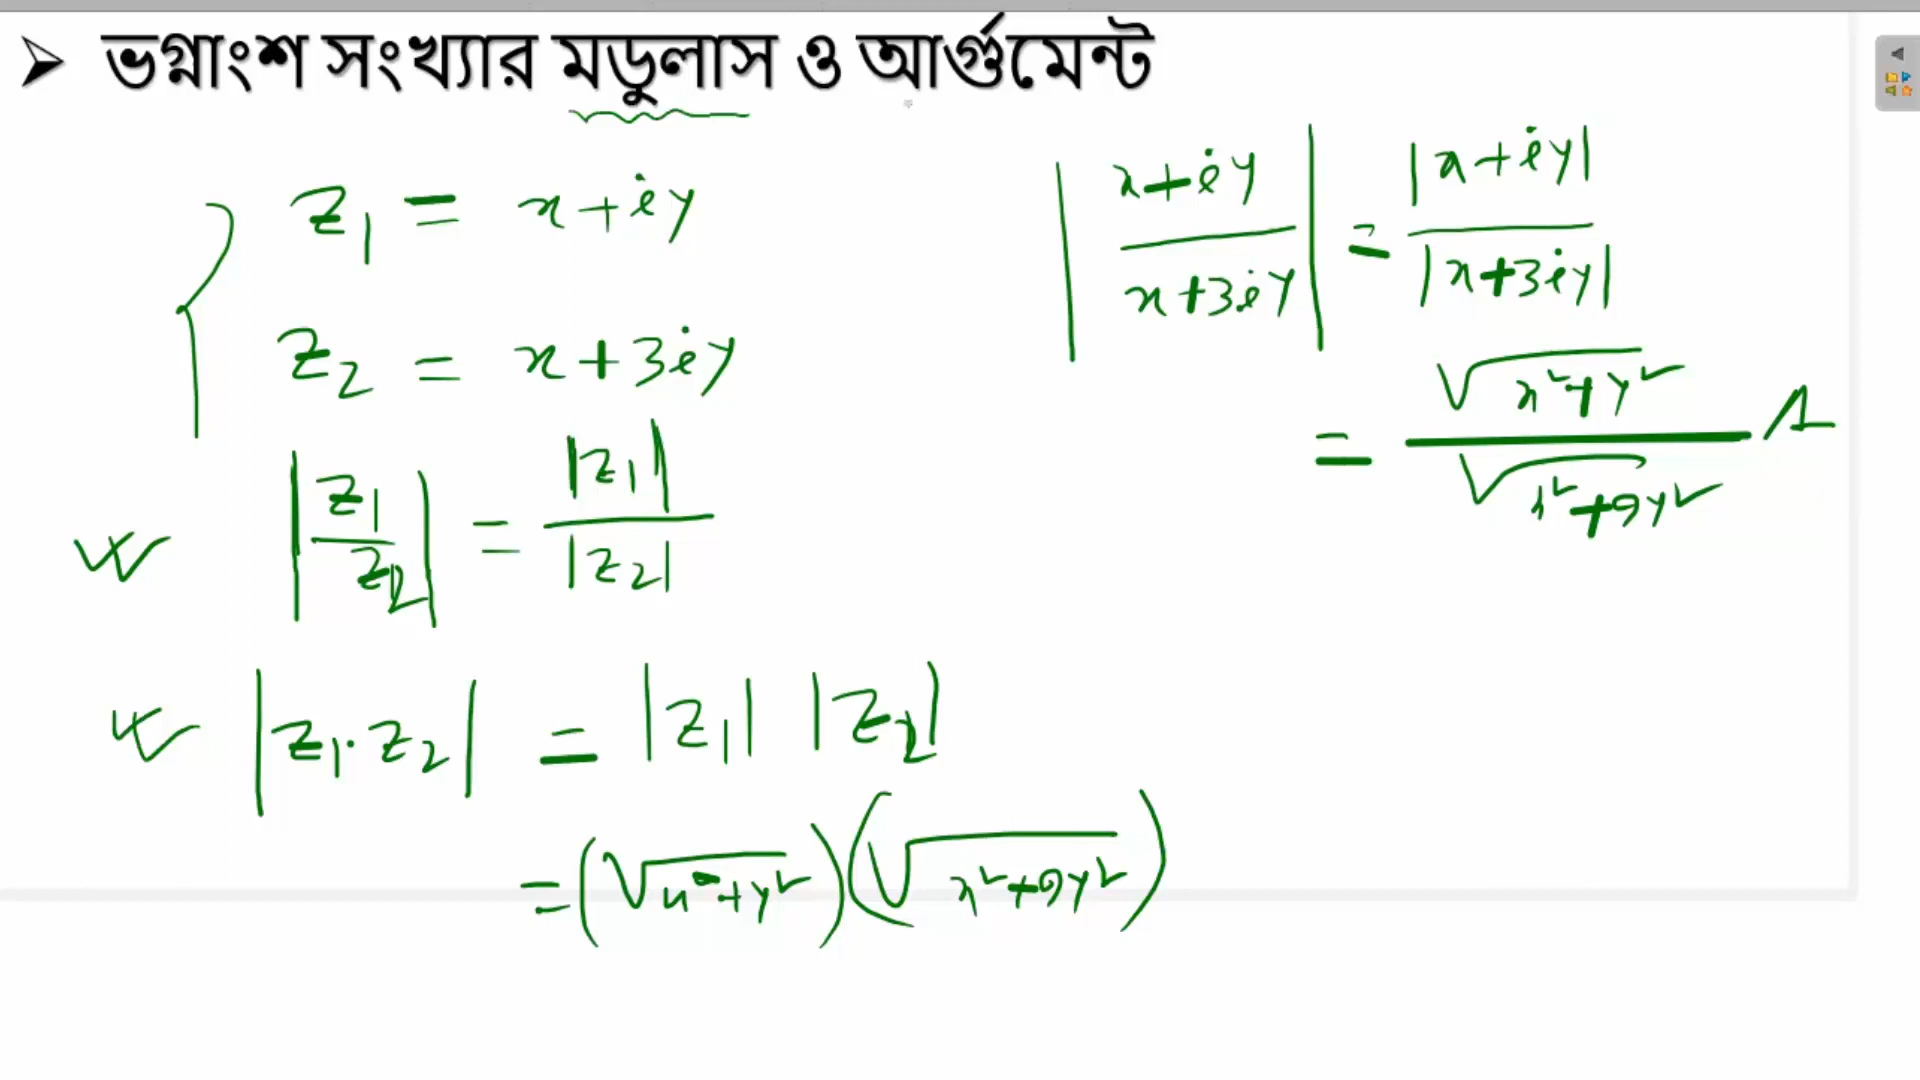 ➤ ভগ্নাংশ সংখ্যার মডুলাস ও আর্গুমেন্ট
z₁ = x+iy
z₂ = x+3iy
|z₁/z₂| = |z₁|/|z₂|
|z₁·z₂| = |z₁| |z₂|
= (√x²+y²)(√x²+9y²)
|x+iy/x+3iy| = |x+iy|/|x+3iy|
= √x²+y²/√x²+9y²